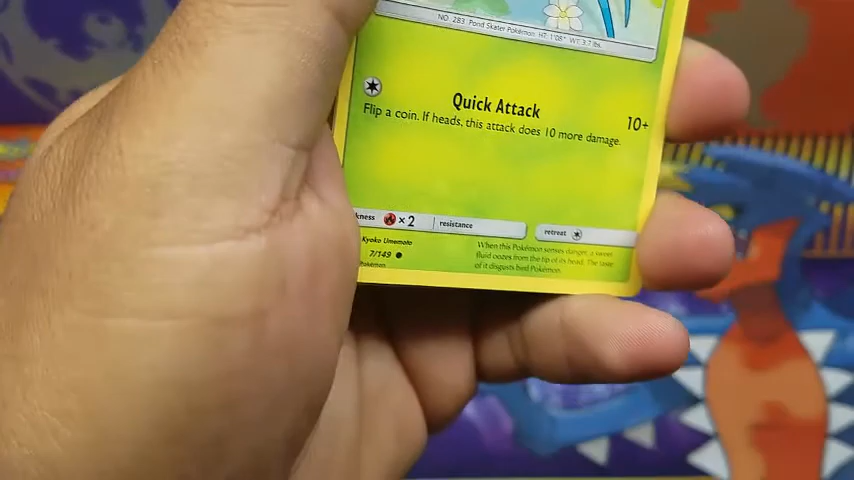 NO. 283 Pond Skater Pokémon HT: 1'08" WT: 3.7 lbs.
Quick Attack 10+
Flip a coin. If heads, this attack does 10 more damage.
kness ×2 resistance retreat
Kyoko Umemoto
7/149
Pokémon
When this Pokémon senses danger, a sweet
fluid oozes from the tip of its head. The taste
of it disgusts bird Pokémon.